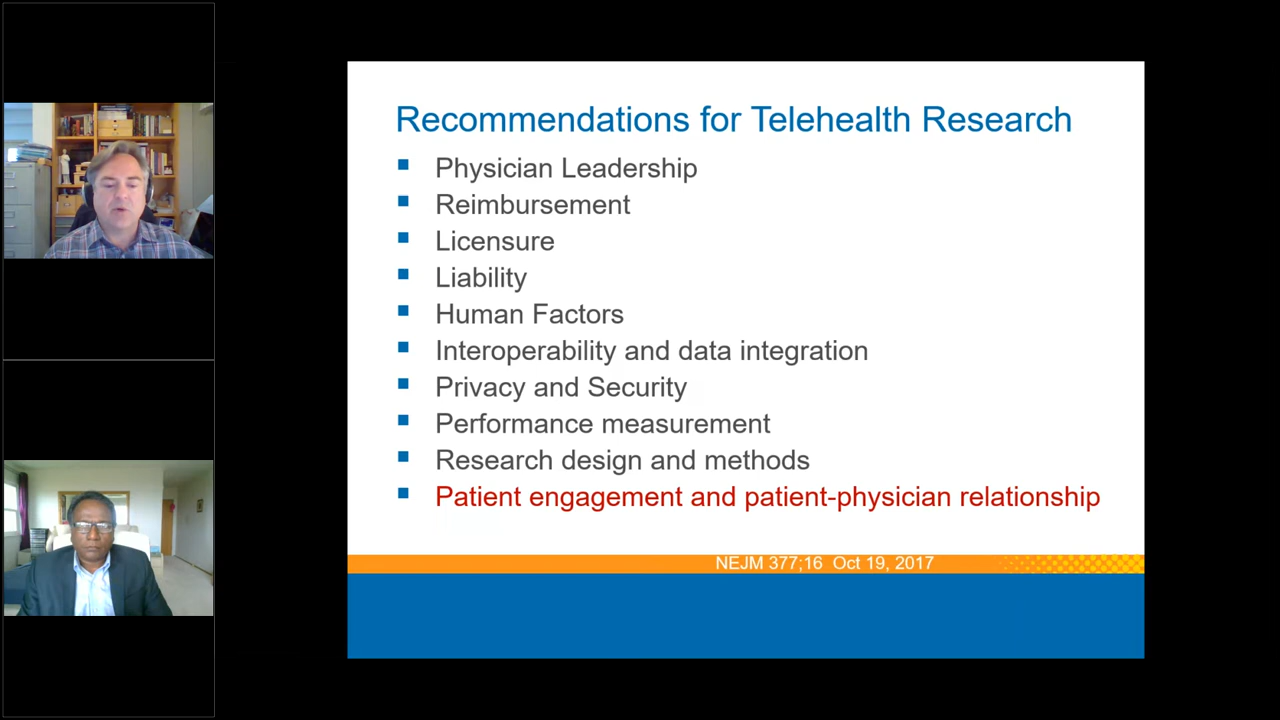 Recommendations for Telehealth Research
Physician Leadership
Reimbursement
Licensure
Liability
Human Factors
Interoperability and data integration
Privacy and Security
Performance measurement
Research design and methods
Patient engagement and patient-physician relationship
NEJM 377;16 Oct 19, 2017